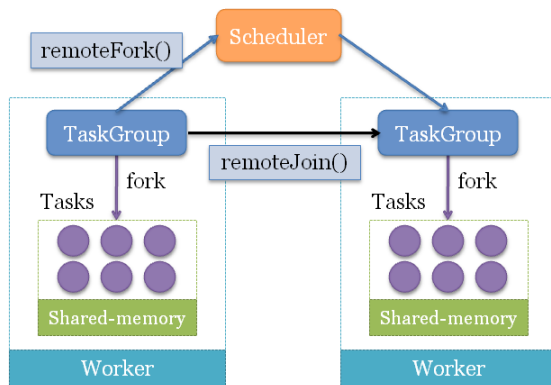 Scheduler
remoteFork()
TaskGroup
TaskGroup
remoteJoin()
fork
fork
Tasks
Tasks
Shared-memory
Shared-memory
Worker
Worker